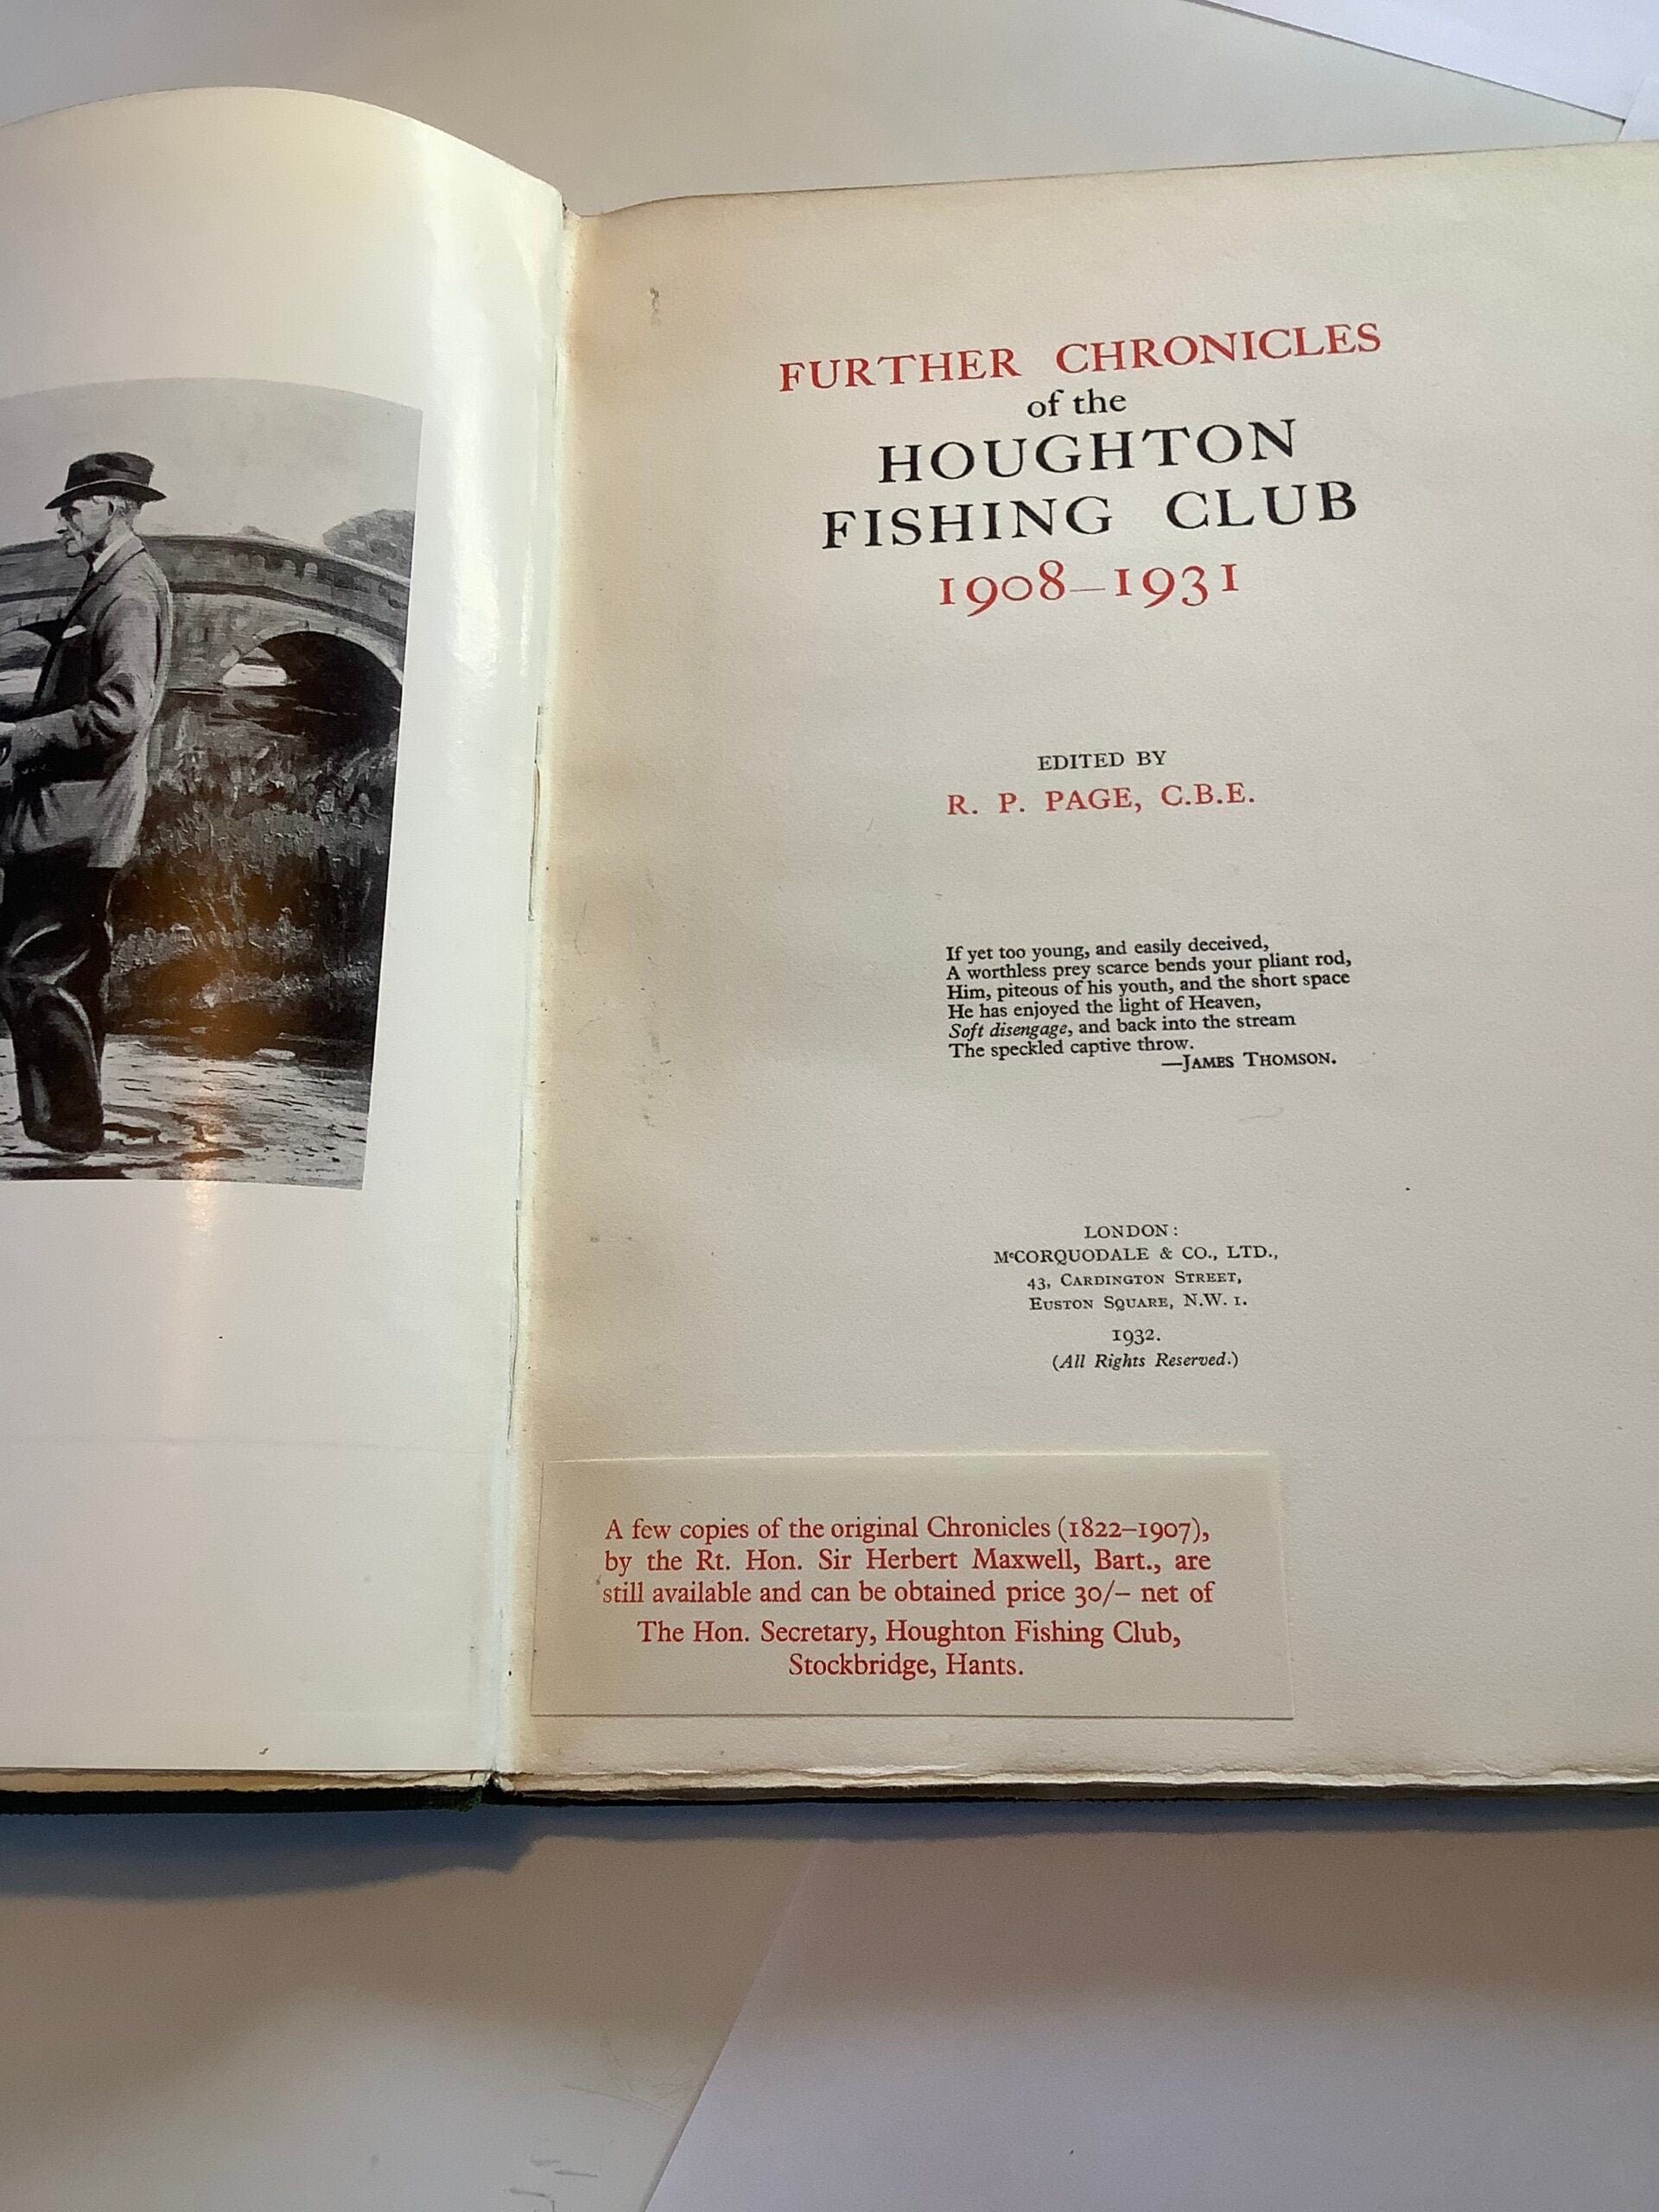 FURTHER CHRONICLES
of the
HOUGHTON
FISHING CLUB
1908–1931
EDITED BY
R. P. PAGE, C.B.E.
If yet too young, and easily deceived,
A worthless prey scarce bends your pliant rod,
Him, piteous of his youth, and the short space
He has enjoyed the light of Heaven,
Soft disengage, and back into the stream
The speckled captive throw.
—JAMES THOMSON.
LONDON:
McCORQUODALE & CO., LTD.,
43, CARDINGTON STREET,
EUSTON SQUARE, N.W. 1.
1932.
(All Rights Reserved.)
A few copies of the original Chronicles (1822–1907),
by the Rt. Hon. Sir Herbert Maxwell, Bart., are
still available and can be obtained price 30/– net of
The Hon. Secretary, Houghton Fishing Club,
Stockbridge, Hants.